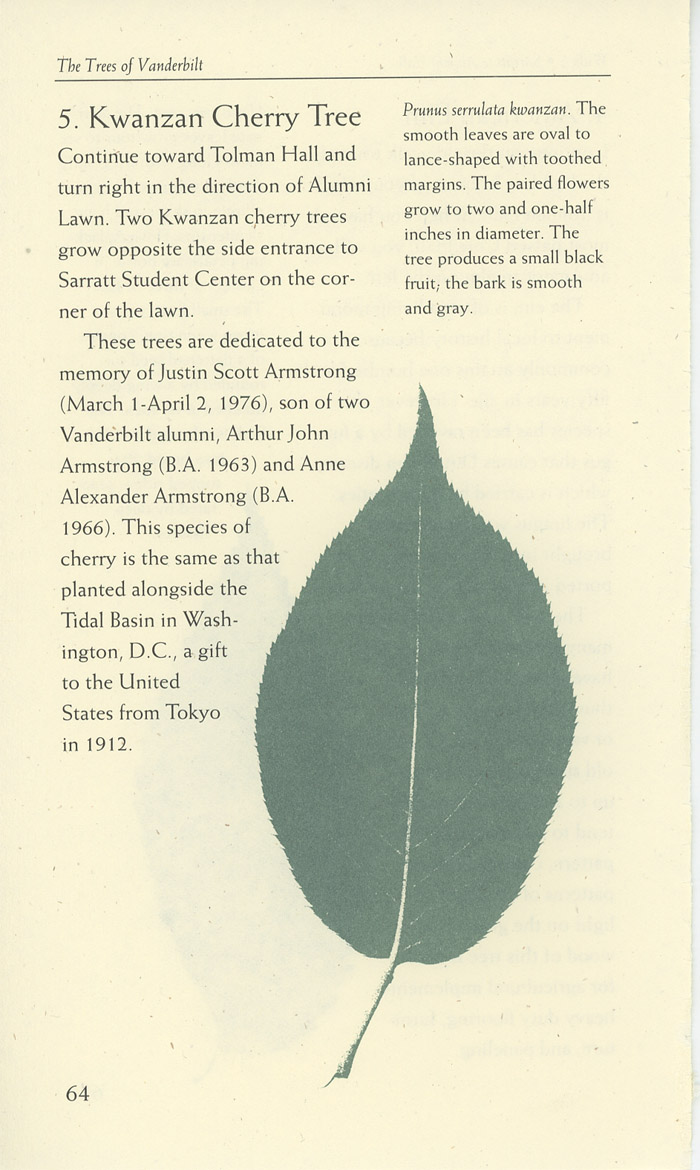 The Trees of Vanderbilt
5. Kwanzan Cherry Tree
Continue toward Tolman Hall and
turn right in the direction of Alumni
Lawn. Two Kwanzan cherry trees
grow opposite the side entrance to
Sarratt Student Center on the cor-
ner of the lawn.
These trees are dedicated to the
memory of Justin Scott Armstrong
(March 1-April 2, 1976), son of two
Vanderbilt alumni, Arthur John
Armstrong (B.A. 1963) and Anne
Alexander Armstrong (B.A.
1966). This species of
cherry is the same as that
planted alongside the
Tidal Basin in Wash-
ington, D.C., a gift
to the United
States from Tokyo
in 1912.
Prunus serrulata kwanzan. The
smooth leaves are oval to
lance-shaped with toothed
margins. The paired flowers
grow to two and one-half
inches in diameter. The
tree produces a small black
fruit; the bark is smooth
and gray.
64